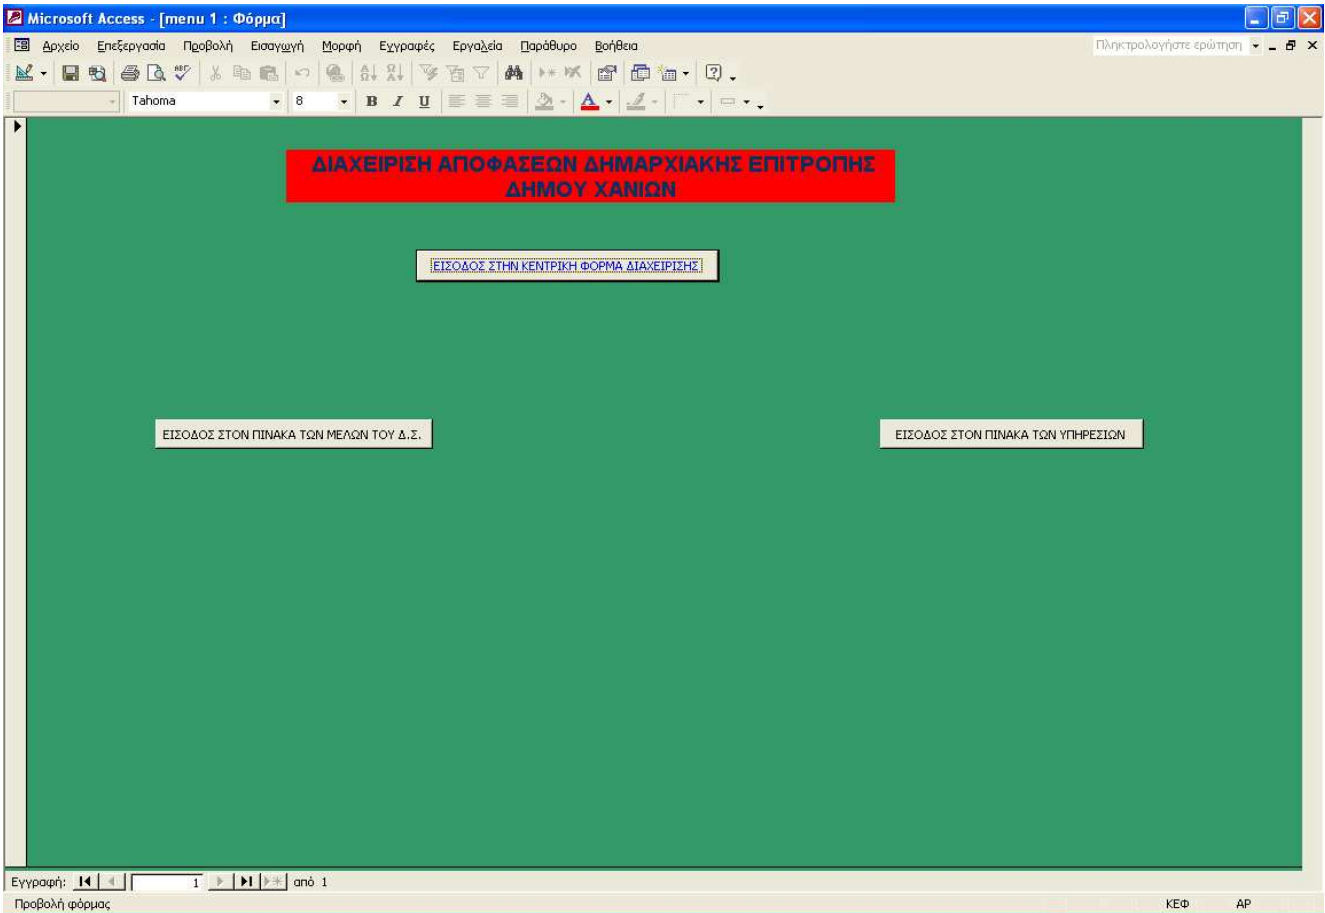 Microsoft Access - [menu 1 : Φόρμα]
Αρχείο Επεξεργασία Προβολή Εισαγωγή Μορφή Εγγραφές Εργαλεία Παράθυρο Βοήθεια Πληκτρολογήστε ερώτηση
Tahoma 8 B I U A
ΔΙΑΧΕΙΡΙΣΗ ΑΠΟΦΑΣΕΩΝ ΔΗΜΑΡΧΙΑΚΗΣ ΕΠΙΤΡΟΠΗΣ
ΔΗΜΟΥ ΧΑΝΙΩΝ
ΕΙΣΟΔΟΣ ΣΤΗΝ ΚΕΝΤΡΙΚΗ ΦΟΡΜΑ ΔΙΑΧΕΙΡΙΣΗΣ
ΕΙΣΟΔΟΣ ΣΤΟΝ ΠΙΝΑΚΑ ΤΩΝ ΜΕΛΩΝ ΤΟΥ Δ.Σ. ΕΙΣΟΔΟΣ ΣΤΟΝ ΠΙΝΑΚΑ ΤΩΝ ΥΠΗΡΕΣΙΩΝ
Εγγραφή: 1 από 1
Προβολή φόρμας ΚΕΦ ΑΡ